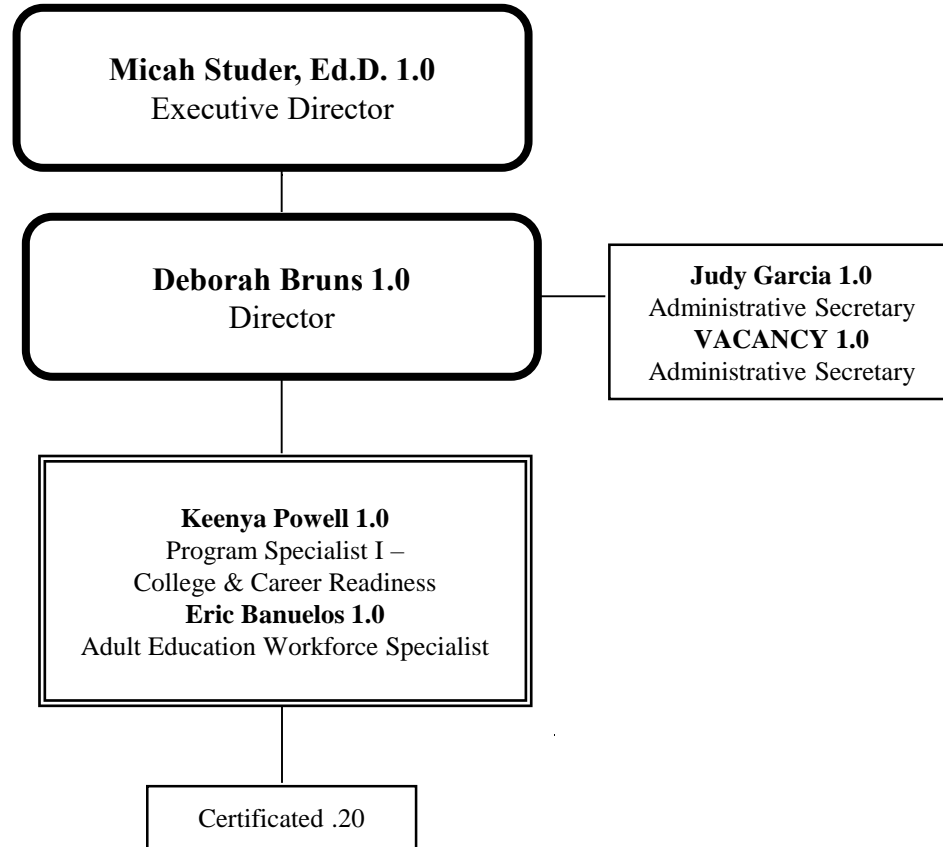 Micah Studer, Ed.D. 1.0
Executive Director
Deborah Bruns 1.0
Director
Judy Garcia 1.0
Administrative Secretary
VACANCY 1.0
Administrative Secretary
Keenya Powell 1.0
Program Specialist I –
College & Career Readiness
Eric Banuelos 1.0
Adult Education Workforce Specialist
Certificated .20